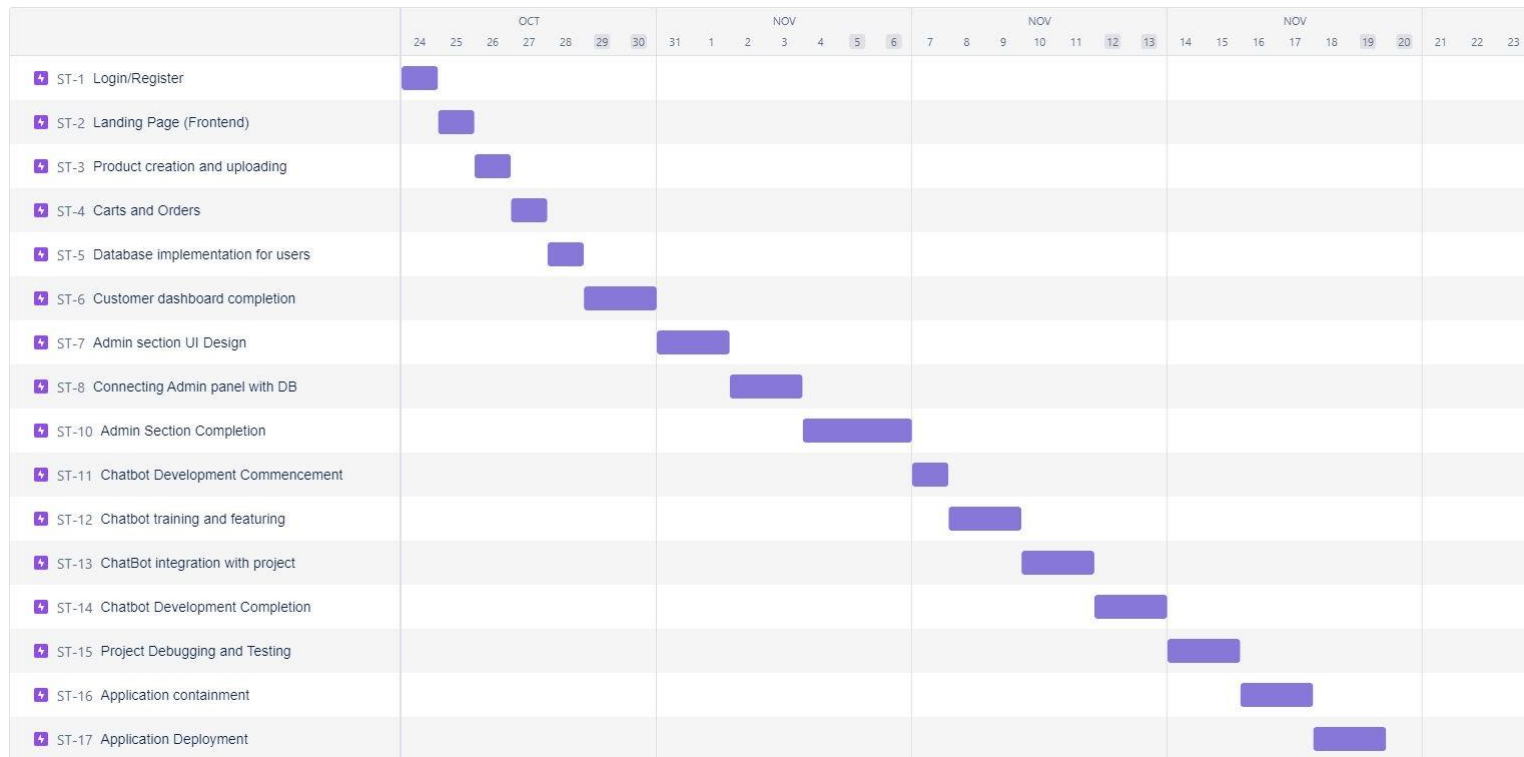 OCT NOV NOV NOV
24 25 26 27 28 29 30 31 1 2 3 4 5 6 7 8 9 10 11 12 13 14 15 16 17 18 19 20 21 22 23
ST-1 Login/Register
ST-2 Landing Page (Frontend)
ST-3 Product creation and uploading
ST-4 Carts and Orders
ST-5 Database implementation for users
ST-6 Customer dashboard completion
ST-7 Admin section UI Design
ST-8 Connecting Admin panel with DB
ST-10 Admin Section Completion
ST-11 Chatbot Development Commencement
ST-12 Chatbot training and featuring
ST-13 ChatBot integration with project
ST-14 Chatbot Development Completion
ST-15 Project Debugging and Testing
ST-16 Application containment
ST-17 Application Deployment